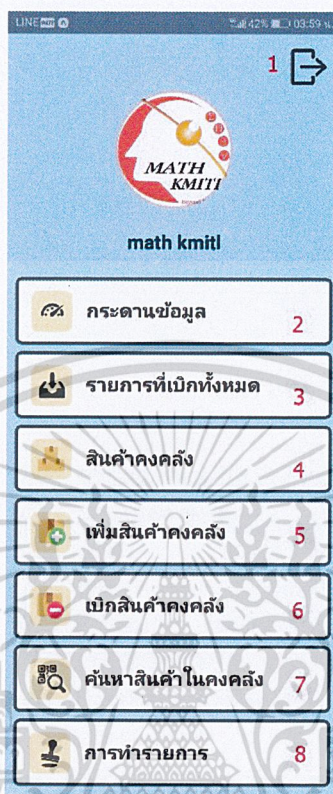 LINE
42% 03:59 น.
1
MATH
KMITL
math kmitl
กระดานข้อมูล
2
รายการที่เบิกทั้งหมด
3
สินค้าคงคลัง
4
เพิ่มสินค้าคงคลัง
5
เบิกสินค้าคงคลัง
6
ค้นหาสินค้าในคงคลัง
7
การทำรายการ
8